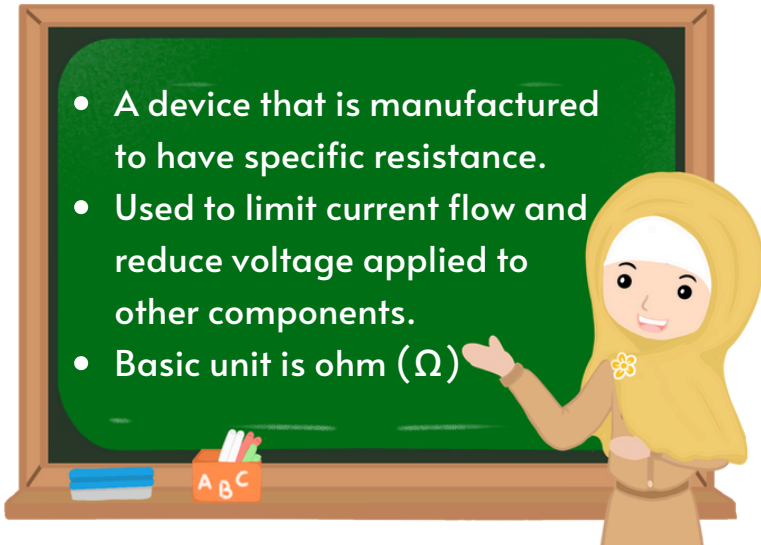 • A device that is manufactured
to have specific resistance.
• Used to limit current flow and
reduce voltage applied to
other components.
• Basic unit is ohm (Ω)
A B C